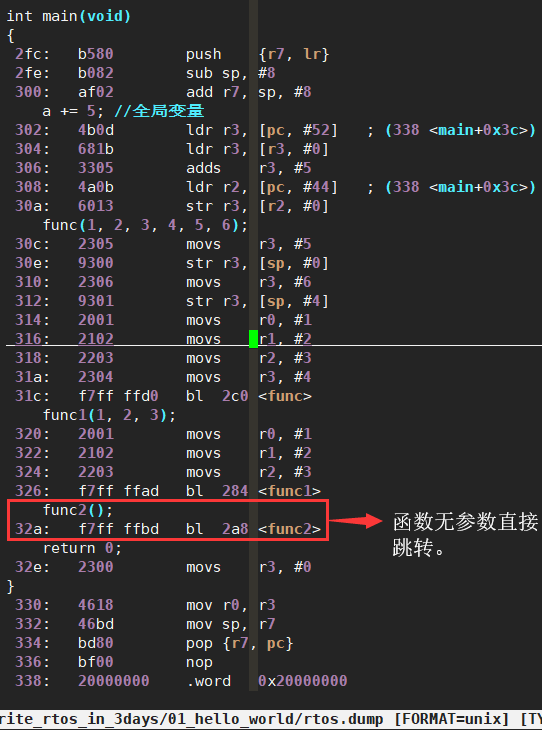 int main(void)
{
2fc: b580 push {r7, lr}
2fe: b082 sub sp, #8
300: af02 add r7, sp, #8
a += 5; //全局变量
302: 4b0d ldr r3, [pc, #52] ; (338 <main+0x3c>)
304: 681b ldr r3, [r3, #0]
306: 3305 adds r3, #5
308: 4a0b ldr r2, [pc, #44] ; (338 <main+0x3c>)
30a: 6013 str r3, [r2, #0]
func(1, 2, 3, 4, 5, 6);
30c: 2305 movs r3, #5
30e: 9300 str r3, [sp, #0]
310: 2306 movs r3, #6
312: 9301 str r3, [sp, #4]
314: 2001 movs r0, #1
316: 2102 movs r1, #2
318: 2203 movs r2, #3
31a: 2304 movs r3, #4
31c: f7ff ffd0 bl 2c0 <func>
func1(1, 2, 3);
320: 2001 movs r0, #1
322: 2102 movs r1, #2
324: 2203 movs r2, #3
326: f7ff ffad bl 284 <func1>
func2();
32a: f7ff ffbd bl 2a8 <func2>
函数无参数直接
跳转。
return 0;
32e: 2300 movs r3, #0
}
330: 4618 mov r0, r3
332: 46bd mov sp, r7
334: bd80 pop {r7, pc}
336: bf00 nop
338: 20000000 .word 0x20000000
rite_rtos_in_3days/01_hello_world/rtos.dump [FORMAT=unix] [TY